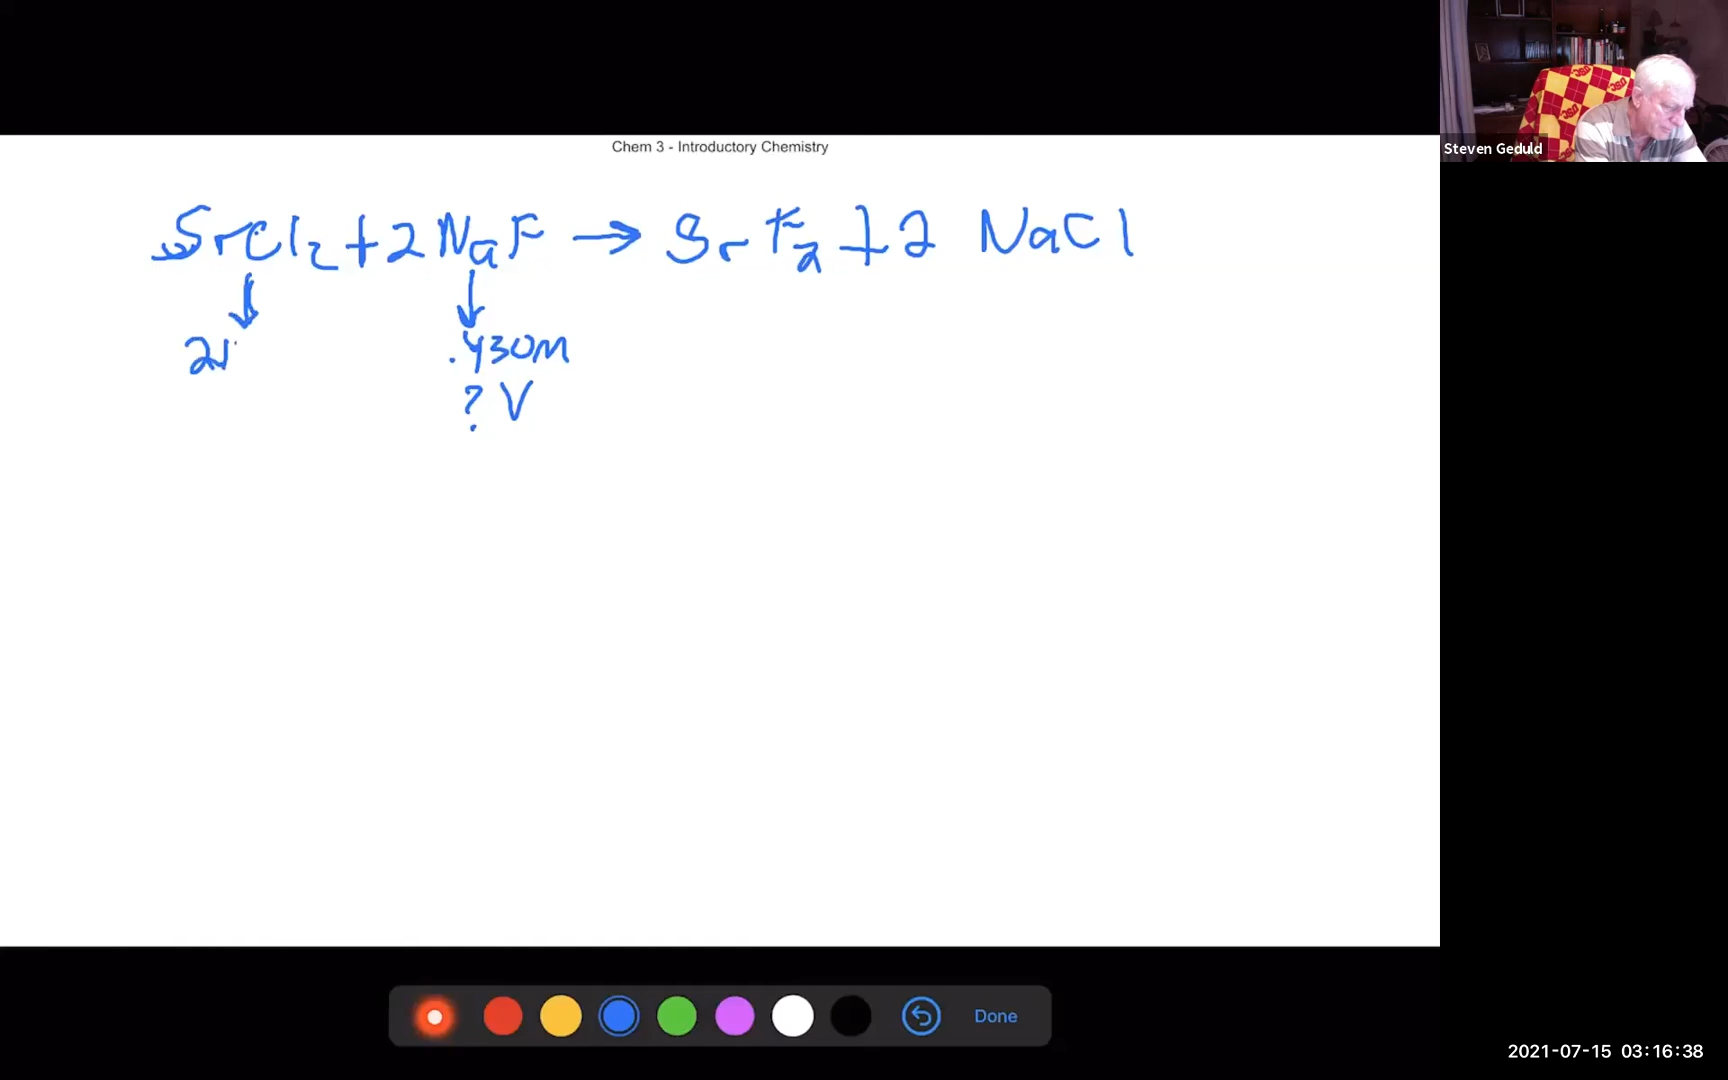 Chem 3 - Introductory Chemistry
Steven Geduld
SrCl₂ + 2 NaF → SrF₂ + 2 NaCl
.430M
? V
Done
2021-07-15 03:16:38